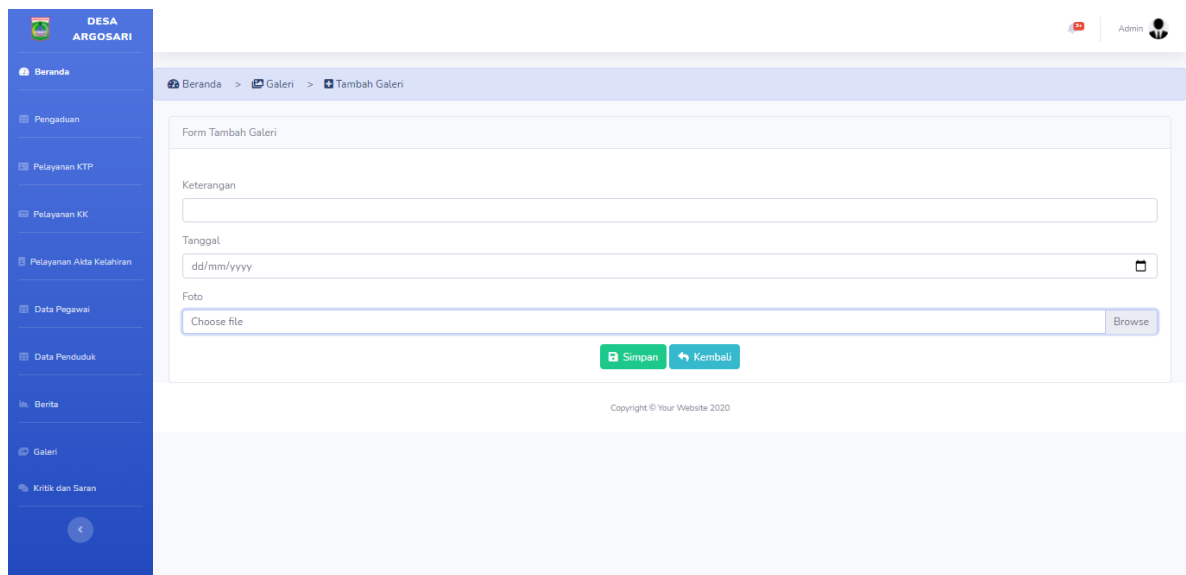 DESA
ARGOSARI
3+
Admin
Beranda
Beranda > Galeri > Tambah Galeri
Pengaduan
Pelayanan KTP
Pelayanan KK
Pelayanan Akta Kelahiran
Data Pegawai
Data Penduduk
Berita
Galeri
Kritik dan Saran
Form Tambah Galeri
Keterangan
Tanggal
dd/mm/yyyy
Foto
Choose file Browse
Simpan Kembali
Copyright © Your Website 2020